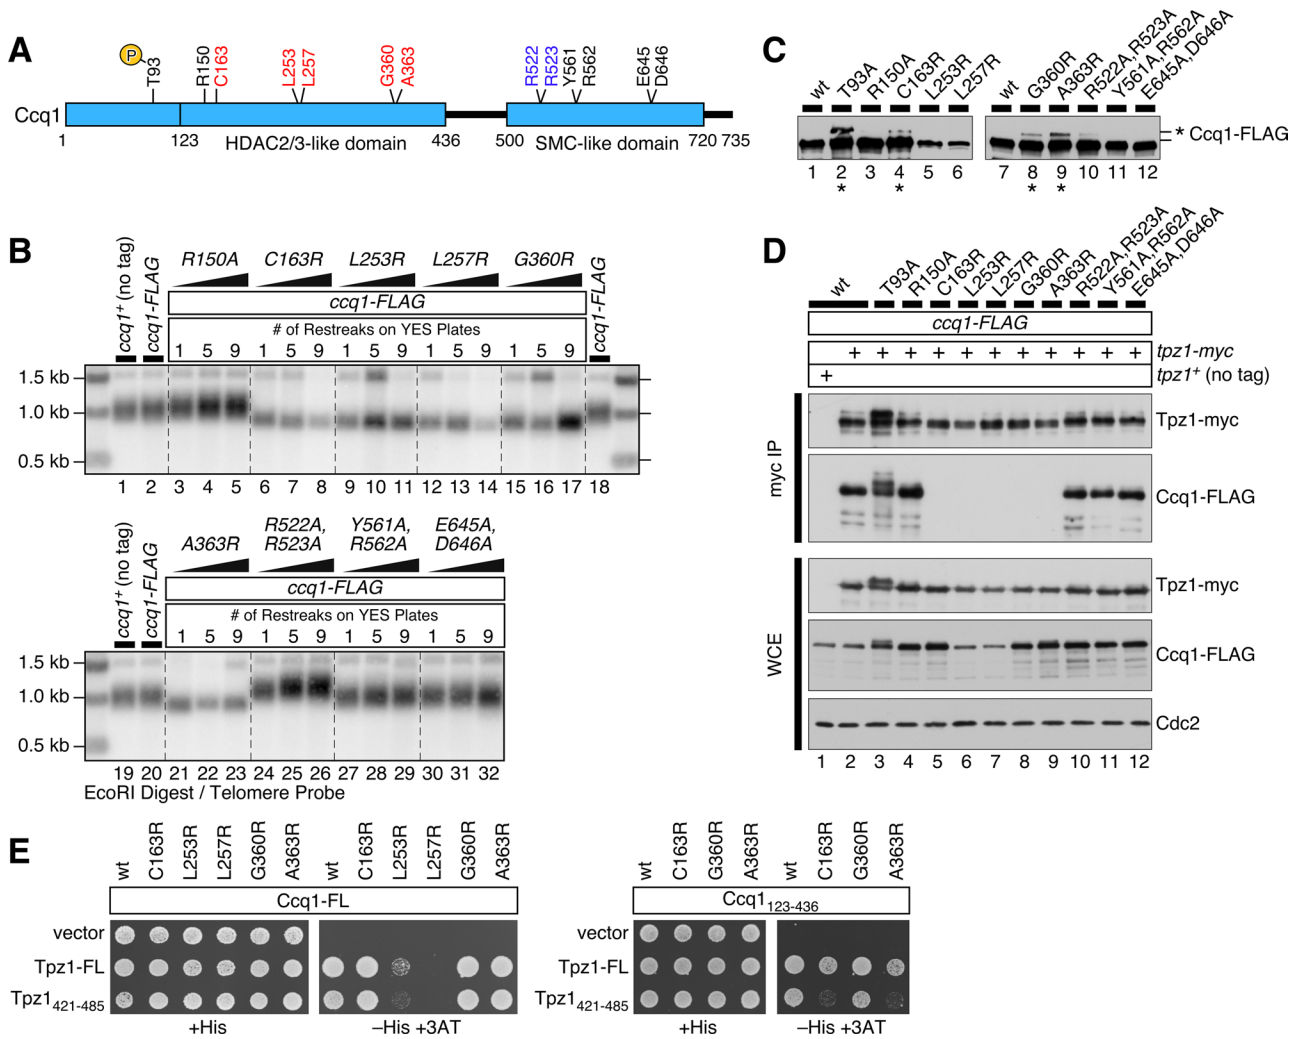 A
P
T93
R150
C163
L253
L257
G360
A363
R522
R523
Y561
R562
E645
D646
Ccq1
1
123
HDAC2/3-like domain
436
500
SMC-like domain
720
735
B
ccq1+ (no tag)
ccq1-FLAG
R150A
C163R
L253R
L257R
G360R
ccq1-FLAG
ccq1-FLAG
# of Restreaks on YES Plates
1 5 9 1 5 9 1 5 9 1 5 9 1 5 9
1.5 kb
1.0 kb
0.5 kb
1 2 3 4 5 6 7 8 9 10 11 12 13 14 15 16 17 18
ccq1+ (no tag)
ccq1-FLAG
A363R
R522A,
R523A
Y561A,
R562A
E645A,
D646A
ccq1-FLAG
# of Restreaks on YES Plates
1 5 9 1 5 9 1 5 9 1 5 9
1.5 kb
1.0 kb
0.5 kb
19 20 21 22 23 24 25 26 27 28 29 30 31 32
EcoRI Digest / Telomere Probe
C
wt
T93A
R150A
C163R
L253R
L257R
wt
G360R
A363R
R522A,R523A
Y561A,R562A
E645A,D646A
* Ccq1-FLAG
1 2 3 4 5 6 7 8 9 10 11 12
* * * *
D
wt
T93A
R150A
C163R
L253R
L257R
G360R
A363R
R522A,R523A
Y561A,R562A
E645A,D646A
ccq1-FLAG
+ + + + + + + + + + + tpz1-myc
+ tpz1+ (no tag)
myc IP
Tpz1-myc
Ccq1-FLAG
WCE
Tpz1-myc
Ccq1-FLAG
Cdc2
1 2 3 4 5 6 7 8 9 10 11 12
E
wt
C163R
L253R
L257R
G360R
A363R
wt
C163R
L253R
L257R
G360R
A363R
Ccq1-FL
vector
Tpz1-FL
Tpz1421-485
+His
–His +3AT
wt
C163R
G360R
A363R
wt
C163R
G360R
A363R
Ccq1123-436
vector
Tpz1-FL
Tpz1421-485
+His
–His +3AT